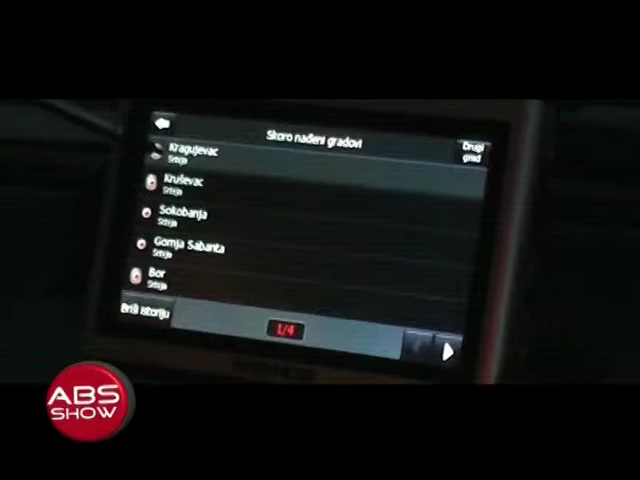 Skoro nađeni gradovi
Drugi
grad
Kragujevac
Srbija
Kruševac
Srbija
Sokobanja
Srbija
Gornja Sabanta
Srbija
Bor
Srbija
Briši istoriju
1/4
ABS
SHOW